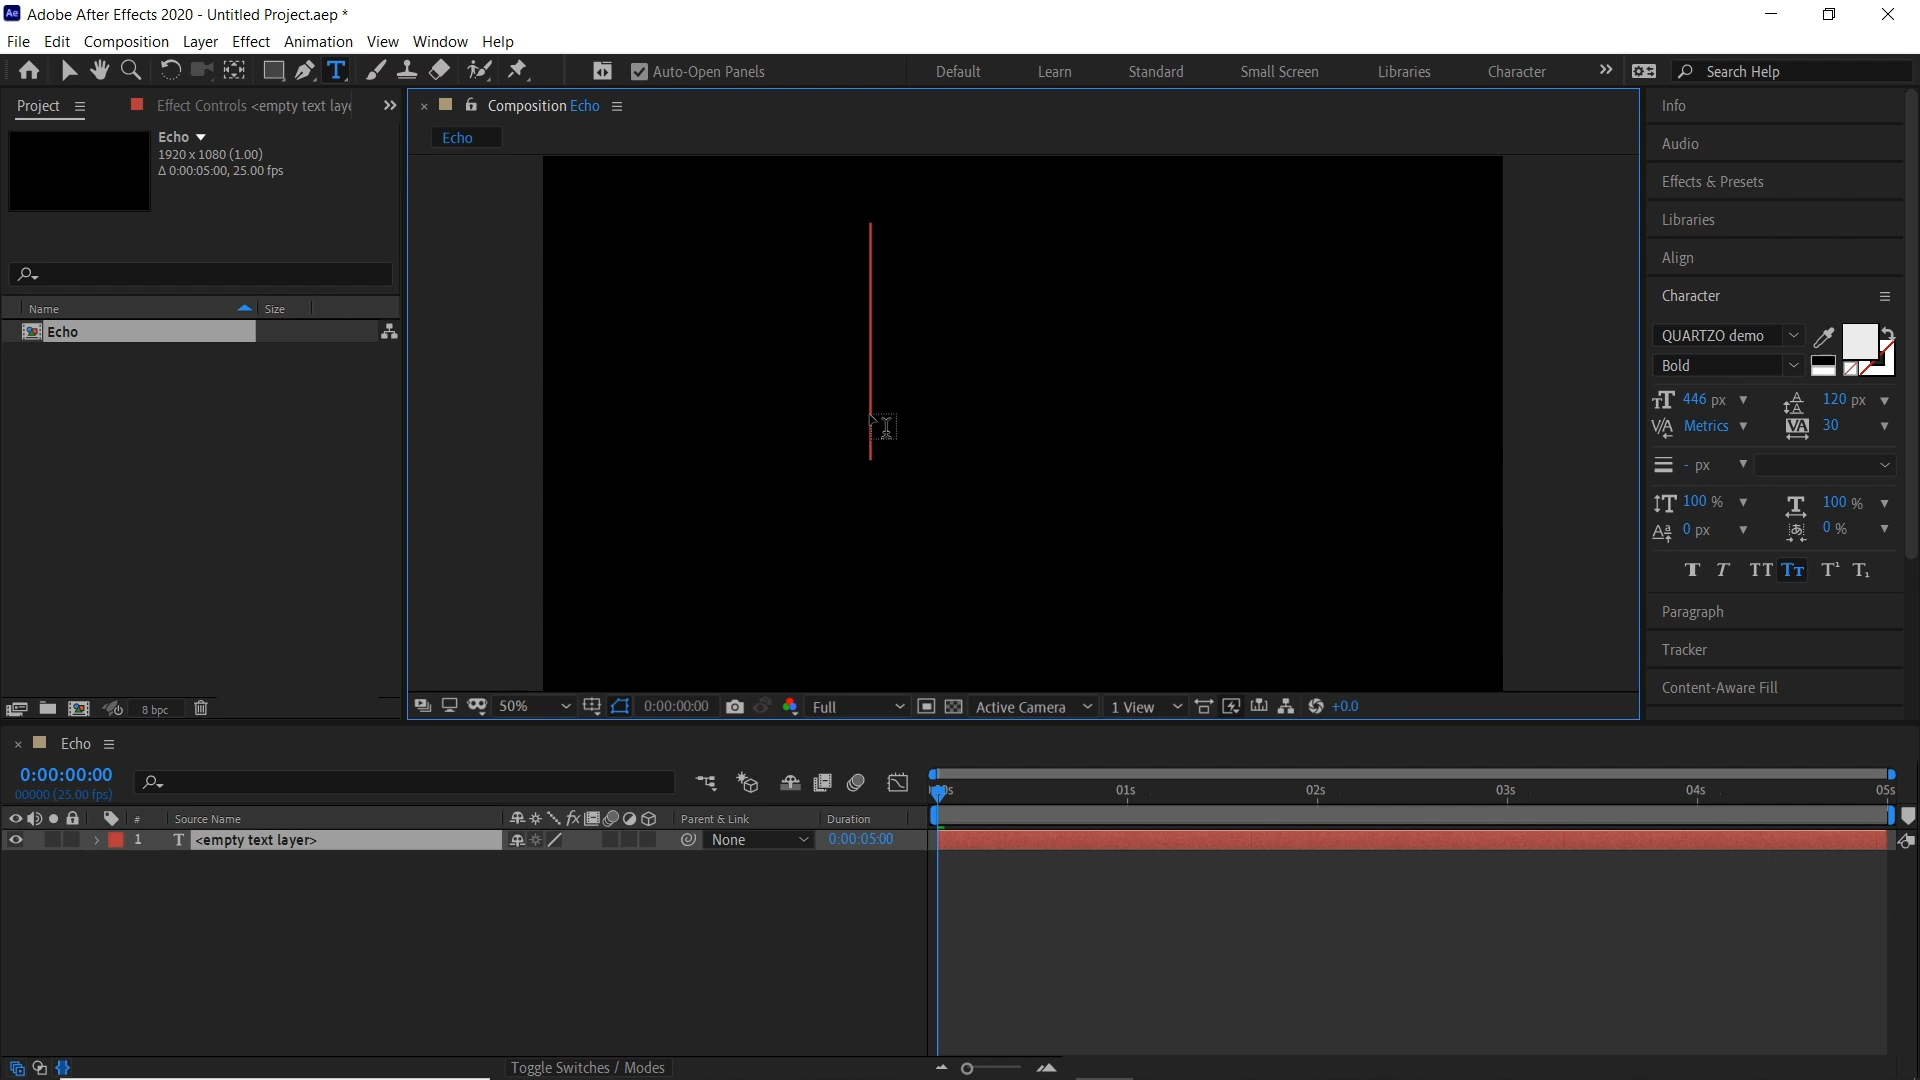 Adobe After Effects 2020 - Untitled Project.aep *
File Edit Composition Layer Effect Animation View Window Help
Auto-Open Panels Default Learn Standard Small Screen Libraries Character Search Help
Project Effect Controls <empty text laye
Composition Echo
Echo
Echo
1920 x 1080 (1.00)
Δ 0:00:05:00, 25.00 fps
Name Size
Echo
8 bpc
50% 0:00:00:00 Full Active Camera 1 View +0.0
Info
Audio
Effects & Presets
Libraries
Align
Character
QUARTZO demo
Bold
446 px 120 px
Metrics 30
- px
100 % 100 %
0 px 0 %
Paragraph
Tracker
Content-Aware Fill
Echo
0:00:00:00
00000 (25.00 fps)
01s 02s 03s 04s 05s
# Source Name Parent & Link Duration
1 T <empty text layer> None 0:00:05:00
Toggle Switches / Modes